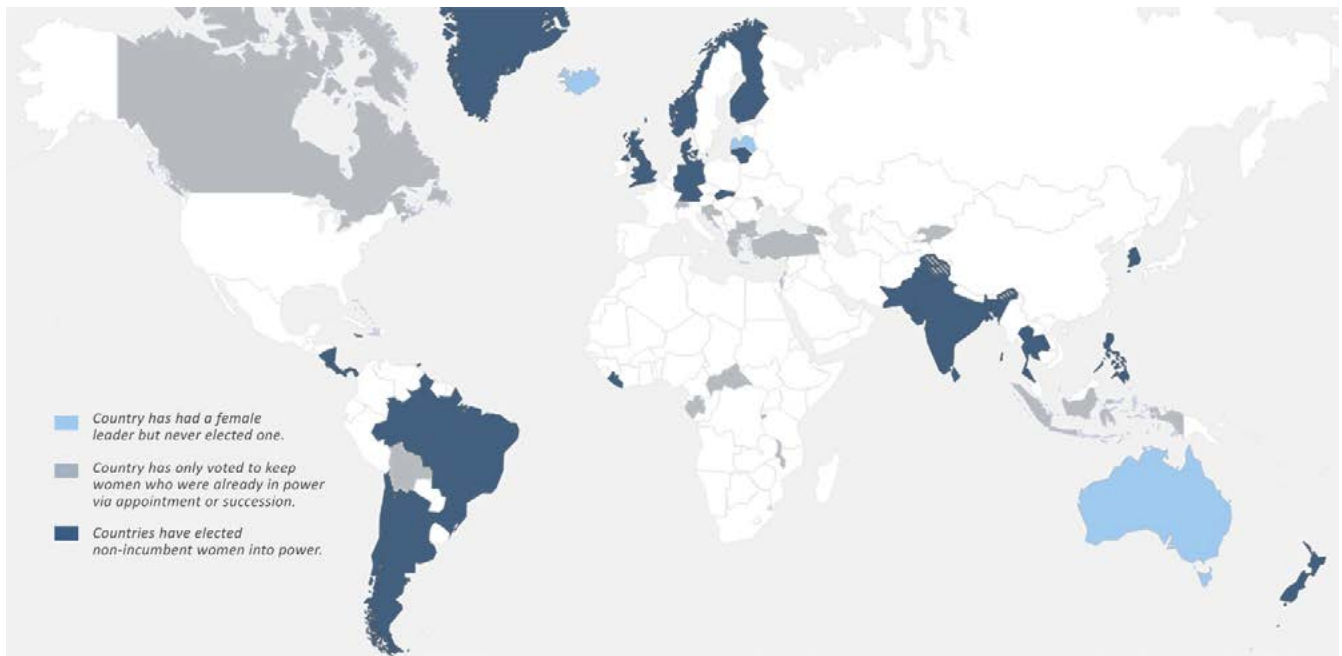 Country has had a female
leader but never elected one.
Country has only voted to keep
women who were already in power
via appointment or succession.
Countries have elected
non-incumbent women into power.